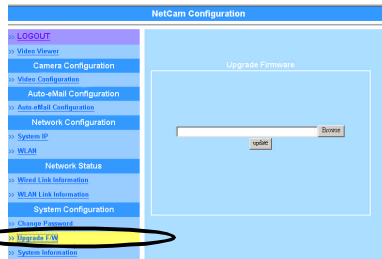 NetCam Configuration
>> LOGOUT
>> Video Viewer
Camera Configuration
>> Video Configuration
Auto-eMail Configuration
>> Auto-eMail Configuration
Network Configuration
>> System IP
>> WLAN
Network Status
>> Wired Link Information
>> WLAN Link Information
System Configuration
>> Change Password
>> Upgrade F/W
>> System Information
Upgrade Firmware
Browse
update